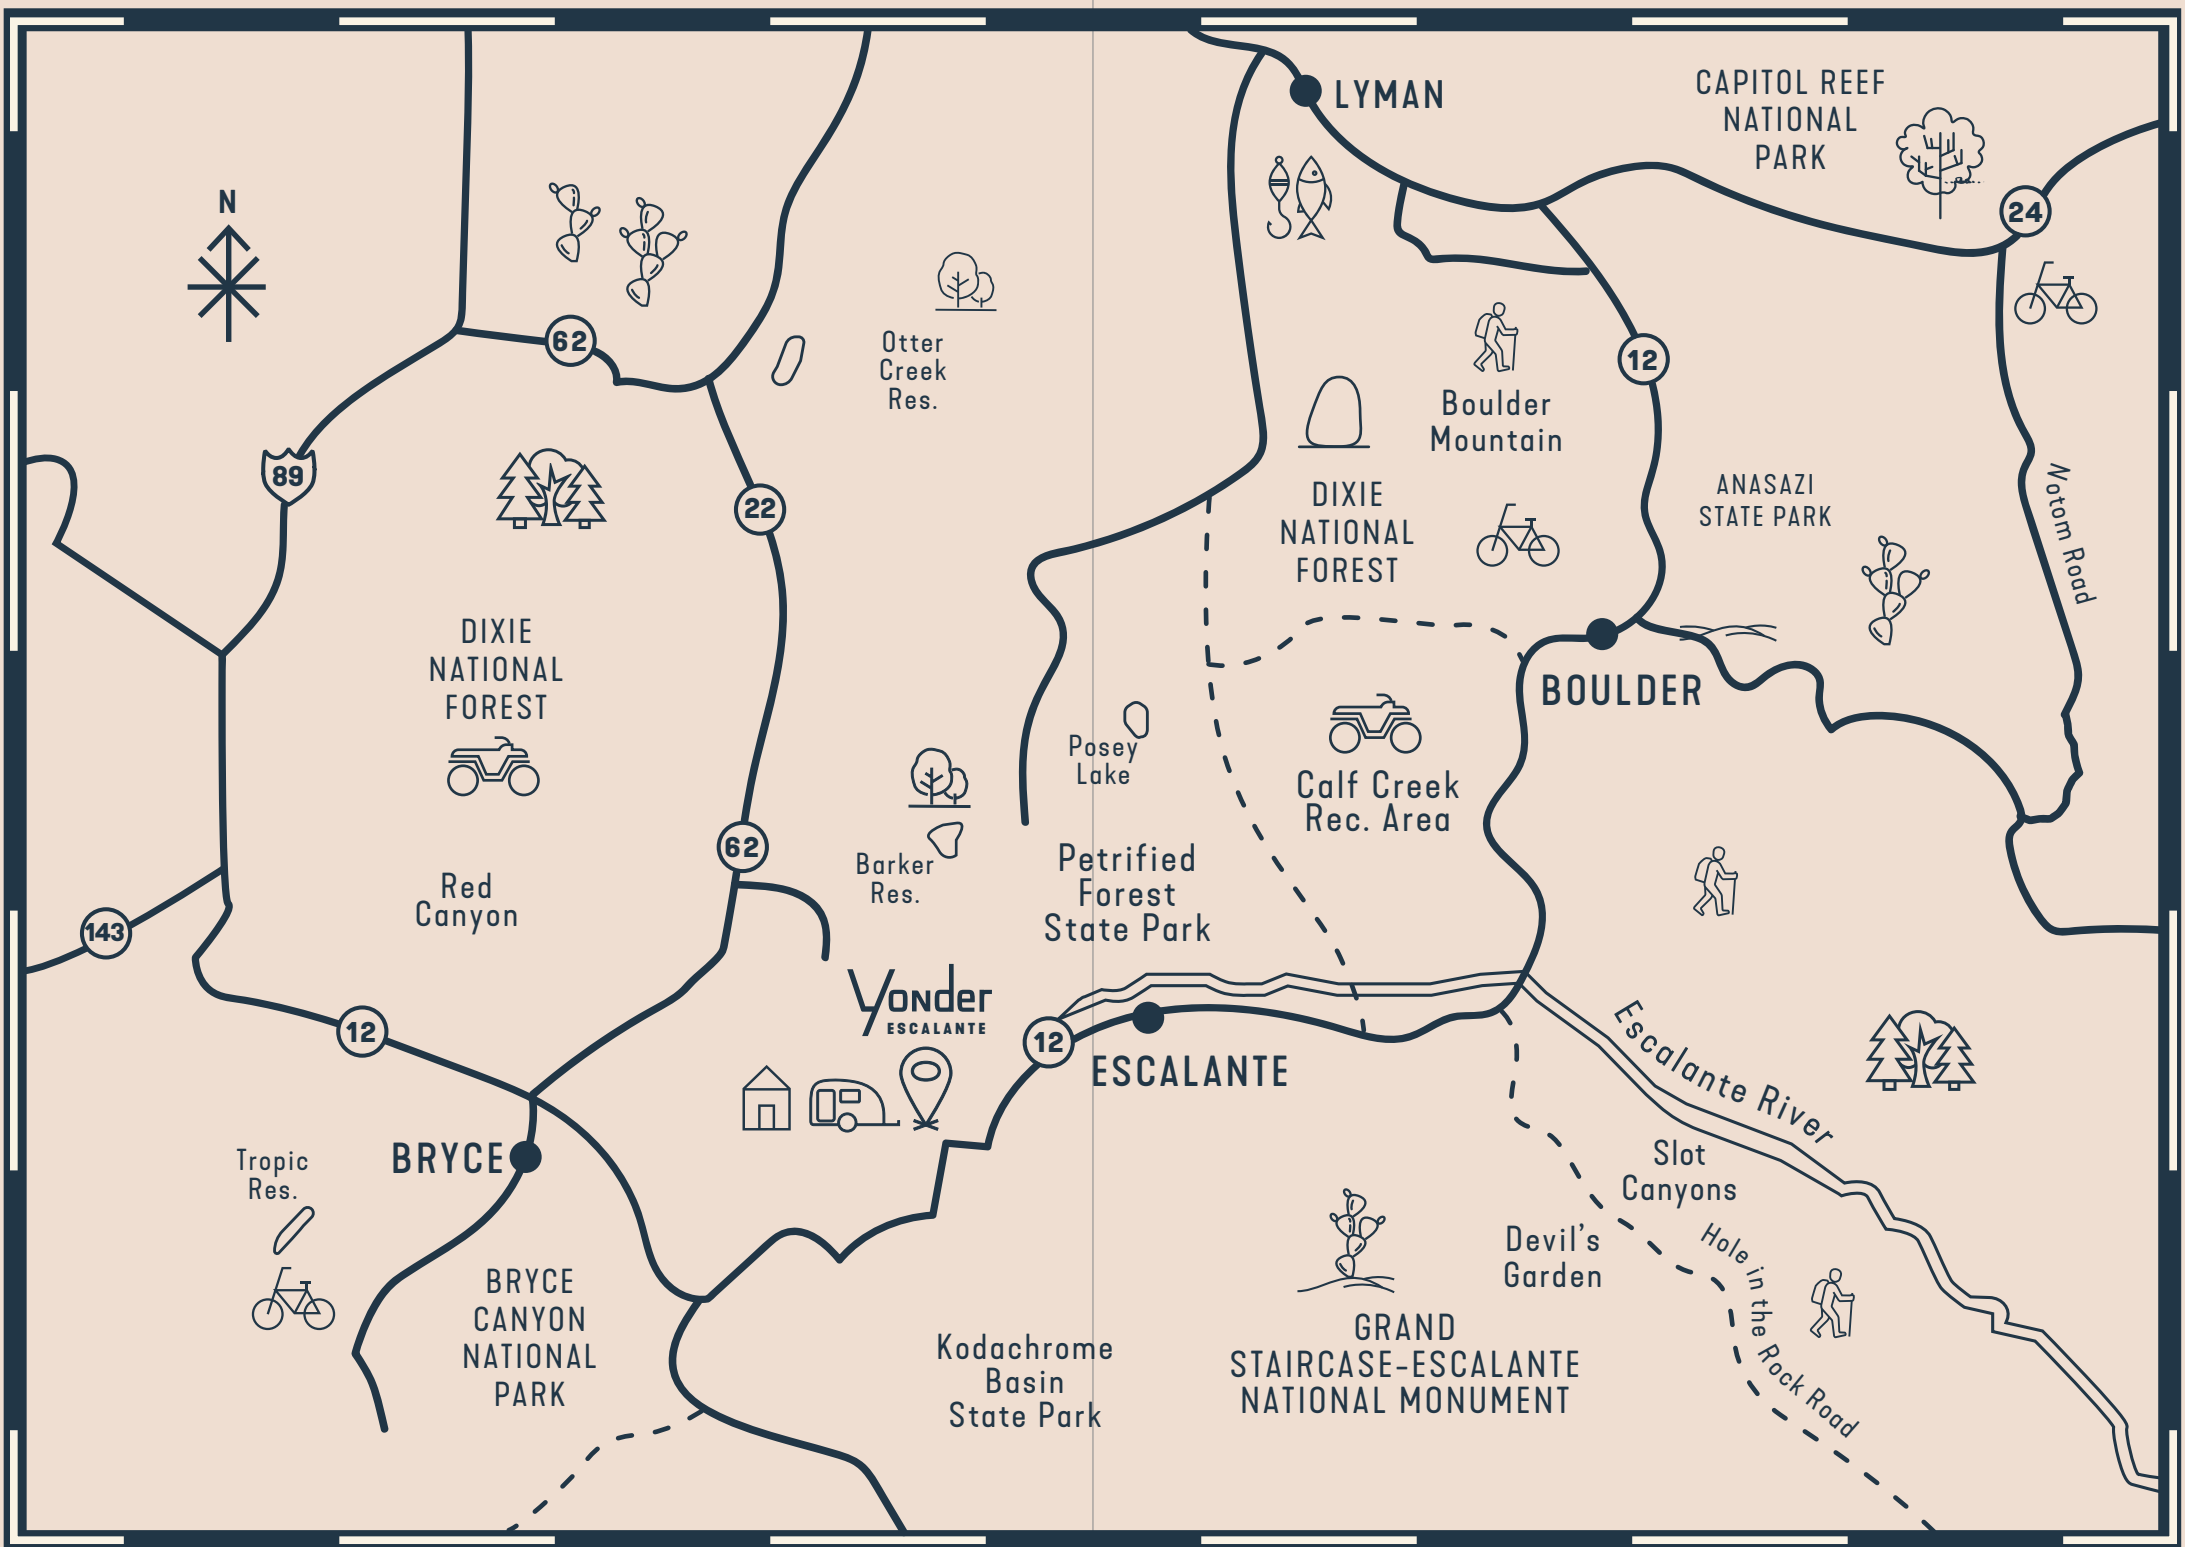 LYMAN
CAPITOL REEF
NATIONAL
PARK
N
24
62
Otter
Creek
Res.
12
Boulder
Mountain
89
22
DIXIE
NATIONAL
FOREST
ANASAZI
STATE PARK
Notom Road
DIXIE
NATIONAL
FOREST
BOULDER
Posey
Lake
Calf Creek
Rec. Area
62
Barker
Res.
Petrified
Forest
State Park
Red
Canyon
143
Yonder
ESCALANTE
12
12
ESCALANTE
Escalante River
BRYCE
Tropic
Res.
Slot
Canyons
Devil's
Garden
Hole in the Rock Road
BRYCE
CANYON
NATIONAL
PARK
Kodachrome
Basin
State Park
GRAND
STAIRCASE-ESCALANTE
NATIONAL MONUMENT